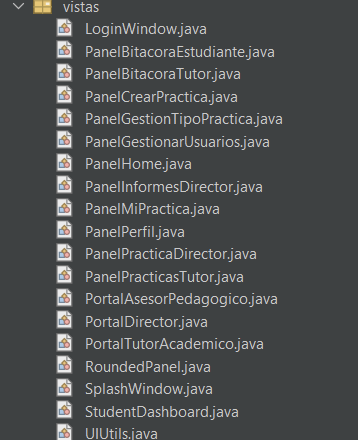 vistas
LoginWindow.java
PanelBitacoraEstudiante.java
PanelBitacoraTutor.java
PanelCrearPractica.java
PanelGestionTipoPractica.java
PanelGestionarUsuarios.java
PanelHome.java
PanelInformesDirector.java
PanelMiPractica.java
PanelPerfil.java
PanelPracticaDirector.java
PanelPracticasTutor.java
PortalAsesorPedagogico.java
PortalDirector.java
PortalTutorAcademico.java
RoundedPanel.java
SplashWindow.java
StudentDashboard.java
UIUtils.java